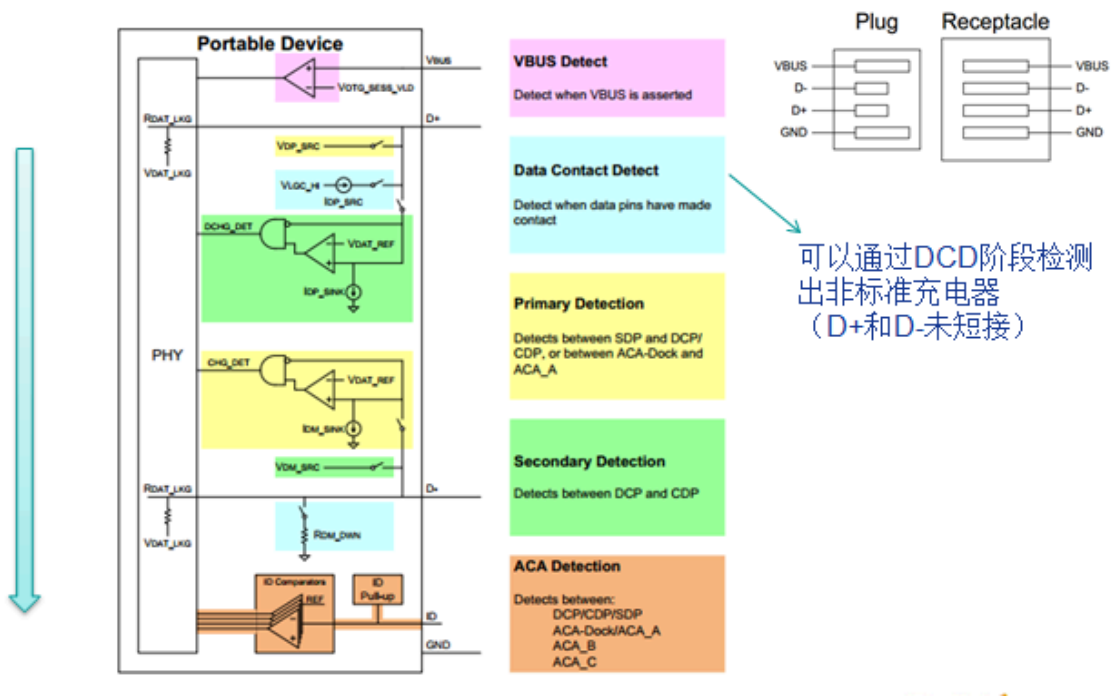 Portable Device
VBUS
VOTG_SESS_VLD
RDAT_LKG
D+
VDP_SRC
VDAT_LKG
VLGC_HI
IDP_SRC
DCHG_DET
VDAT_REF
IDP_SINK
PHY
CHG_DET
VDAT_REF
IDM_SINK
VDM_SRC
RDAT_LKG
D-
RDM_DWN
VDAT_LKG
ID Comparators
REF
ID
Pull-up
ID
GND
VBUS Detect
Detect when VBUS is asserted
Data Contact Detect
Detect when data pins have made
contact
Primary Detection
Detects between SDP and DCP/
CDP, or between ACA-Dock and
ACA_A
Secondary Detection
Detects between DCP and CDP
ACA Detection
Detects between:
DCP/CDP/SDP
ACA-Dock/ACA_A
ACA_B
ACA_C
Plug
VBUS
D-
D+
GND
Receptacle
VBUS
D-
D+
GND
可以通过DCD阶段检测
出非标准充电器
（D+和D-未短接）